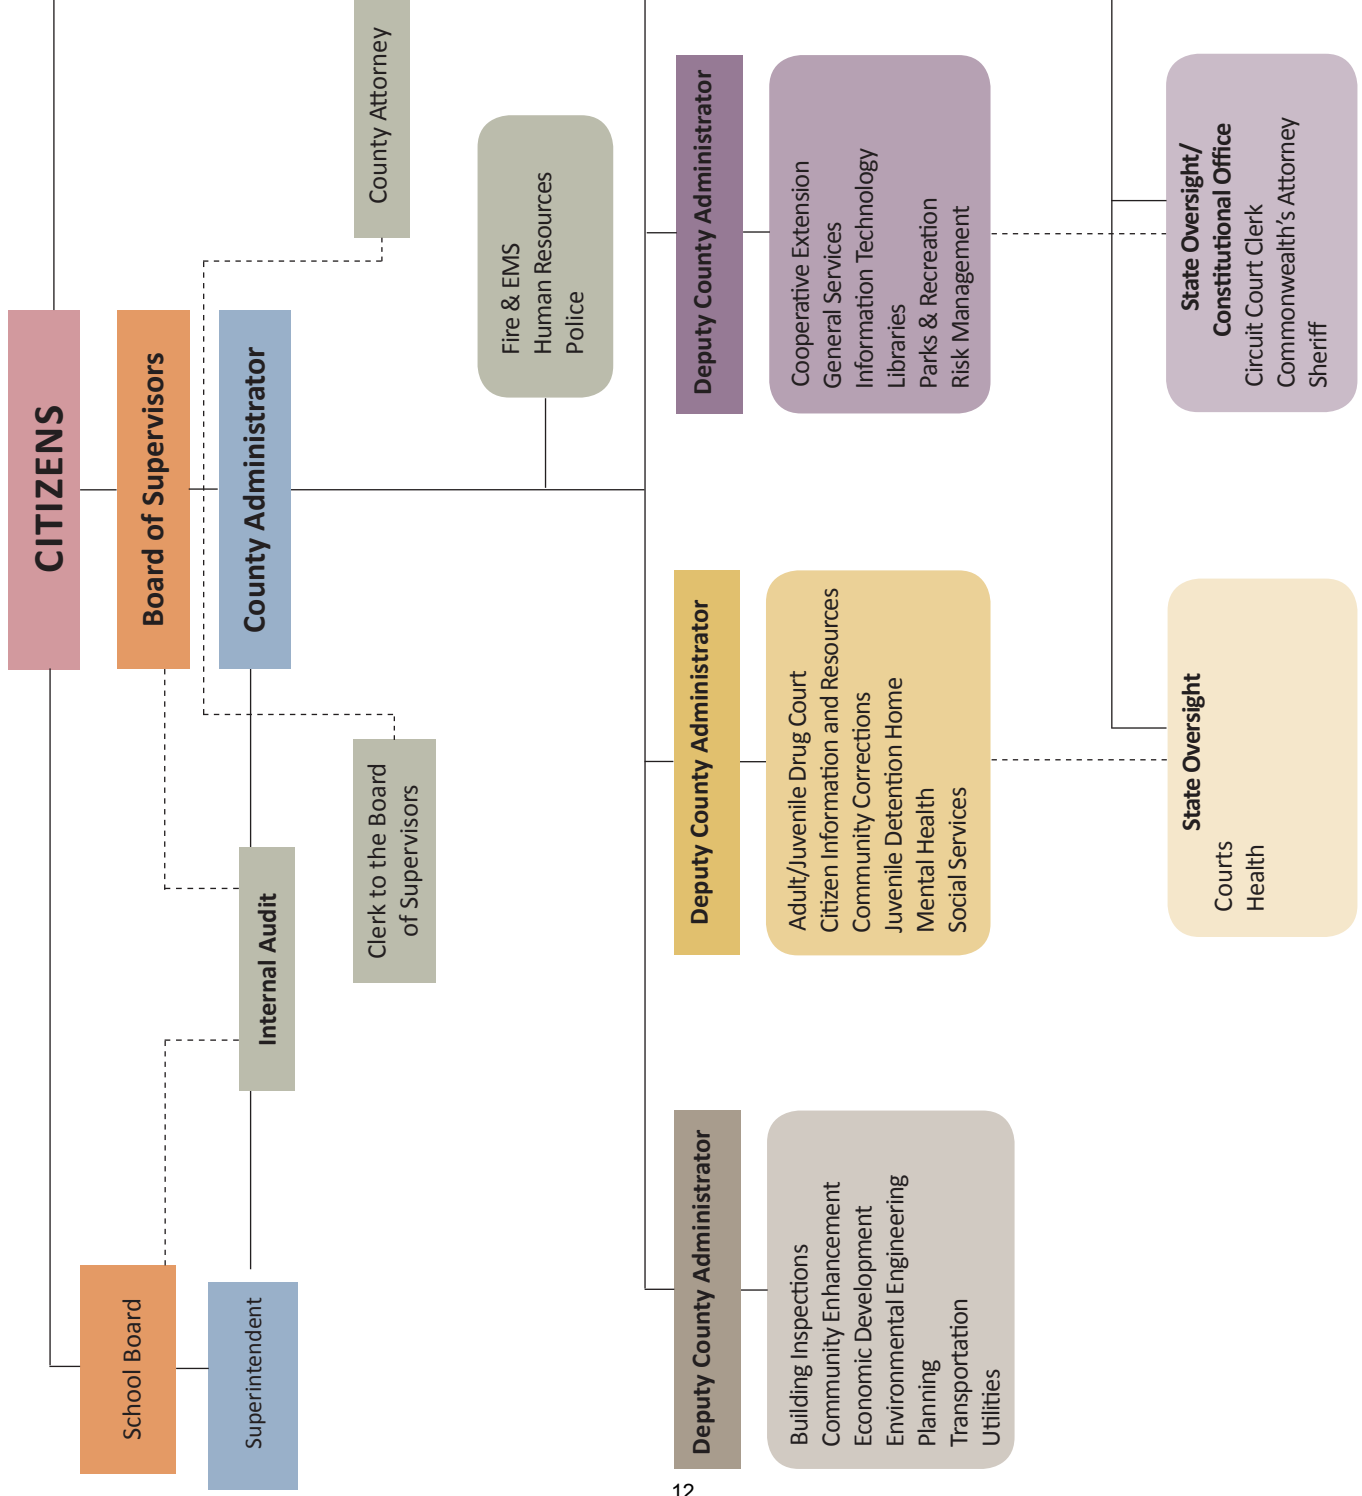 CITIZENS
School Board
Board of Supervisors
Superintendent
County Administrator
Internal Audit
Clerk to the Board
of Supervisors
County Attorney
Fire & EMS
Human Resources
Police
Deputy County Administrator
Building Inspections
Community Enhancement
Economic Development
Environmental Engineering
Planning
Transportation
Utilities
Deputy County Administrator
Adult/Juvenile Drug Court
Citizen Information and Resources
Community Corrections
Juvenile Detention Home
Mental Health
Social Services
Deputy County Administrator
Cooperative Extension
General Services
Information Technology
Libraries
Parks & Recreation
Risk Management
State Oversight
Courts
Health
State Oversight/
Constitutional Office
Circuit Court Clerk
Commonwealth's Attorney
Sheriff
12